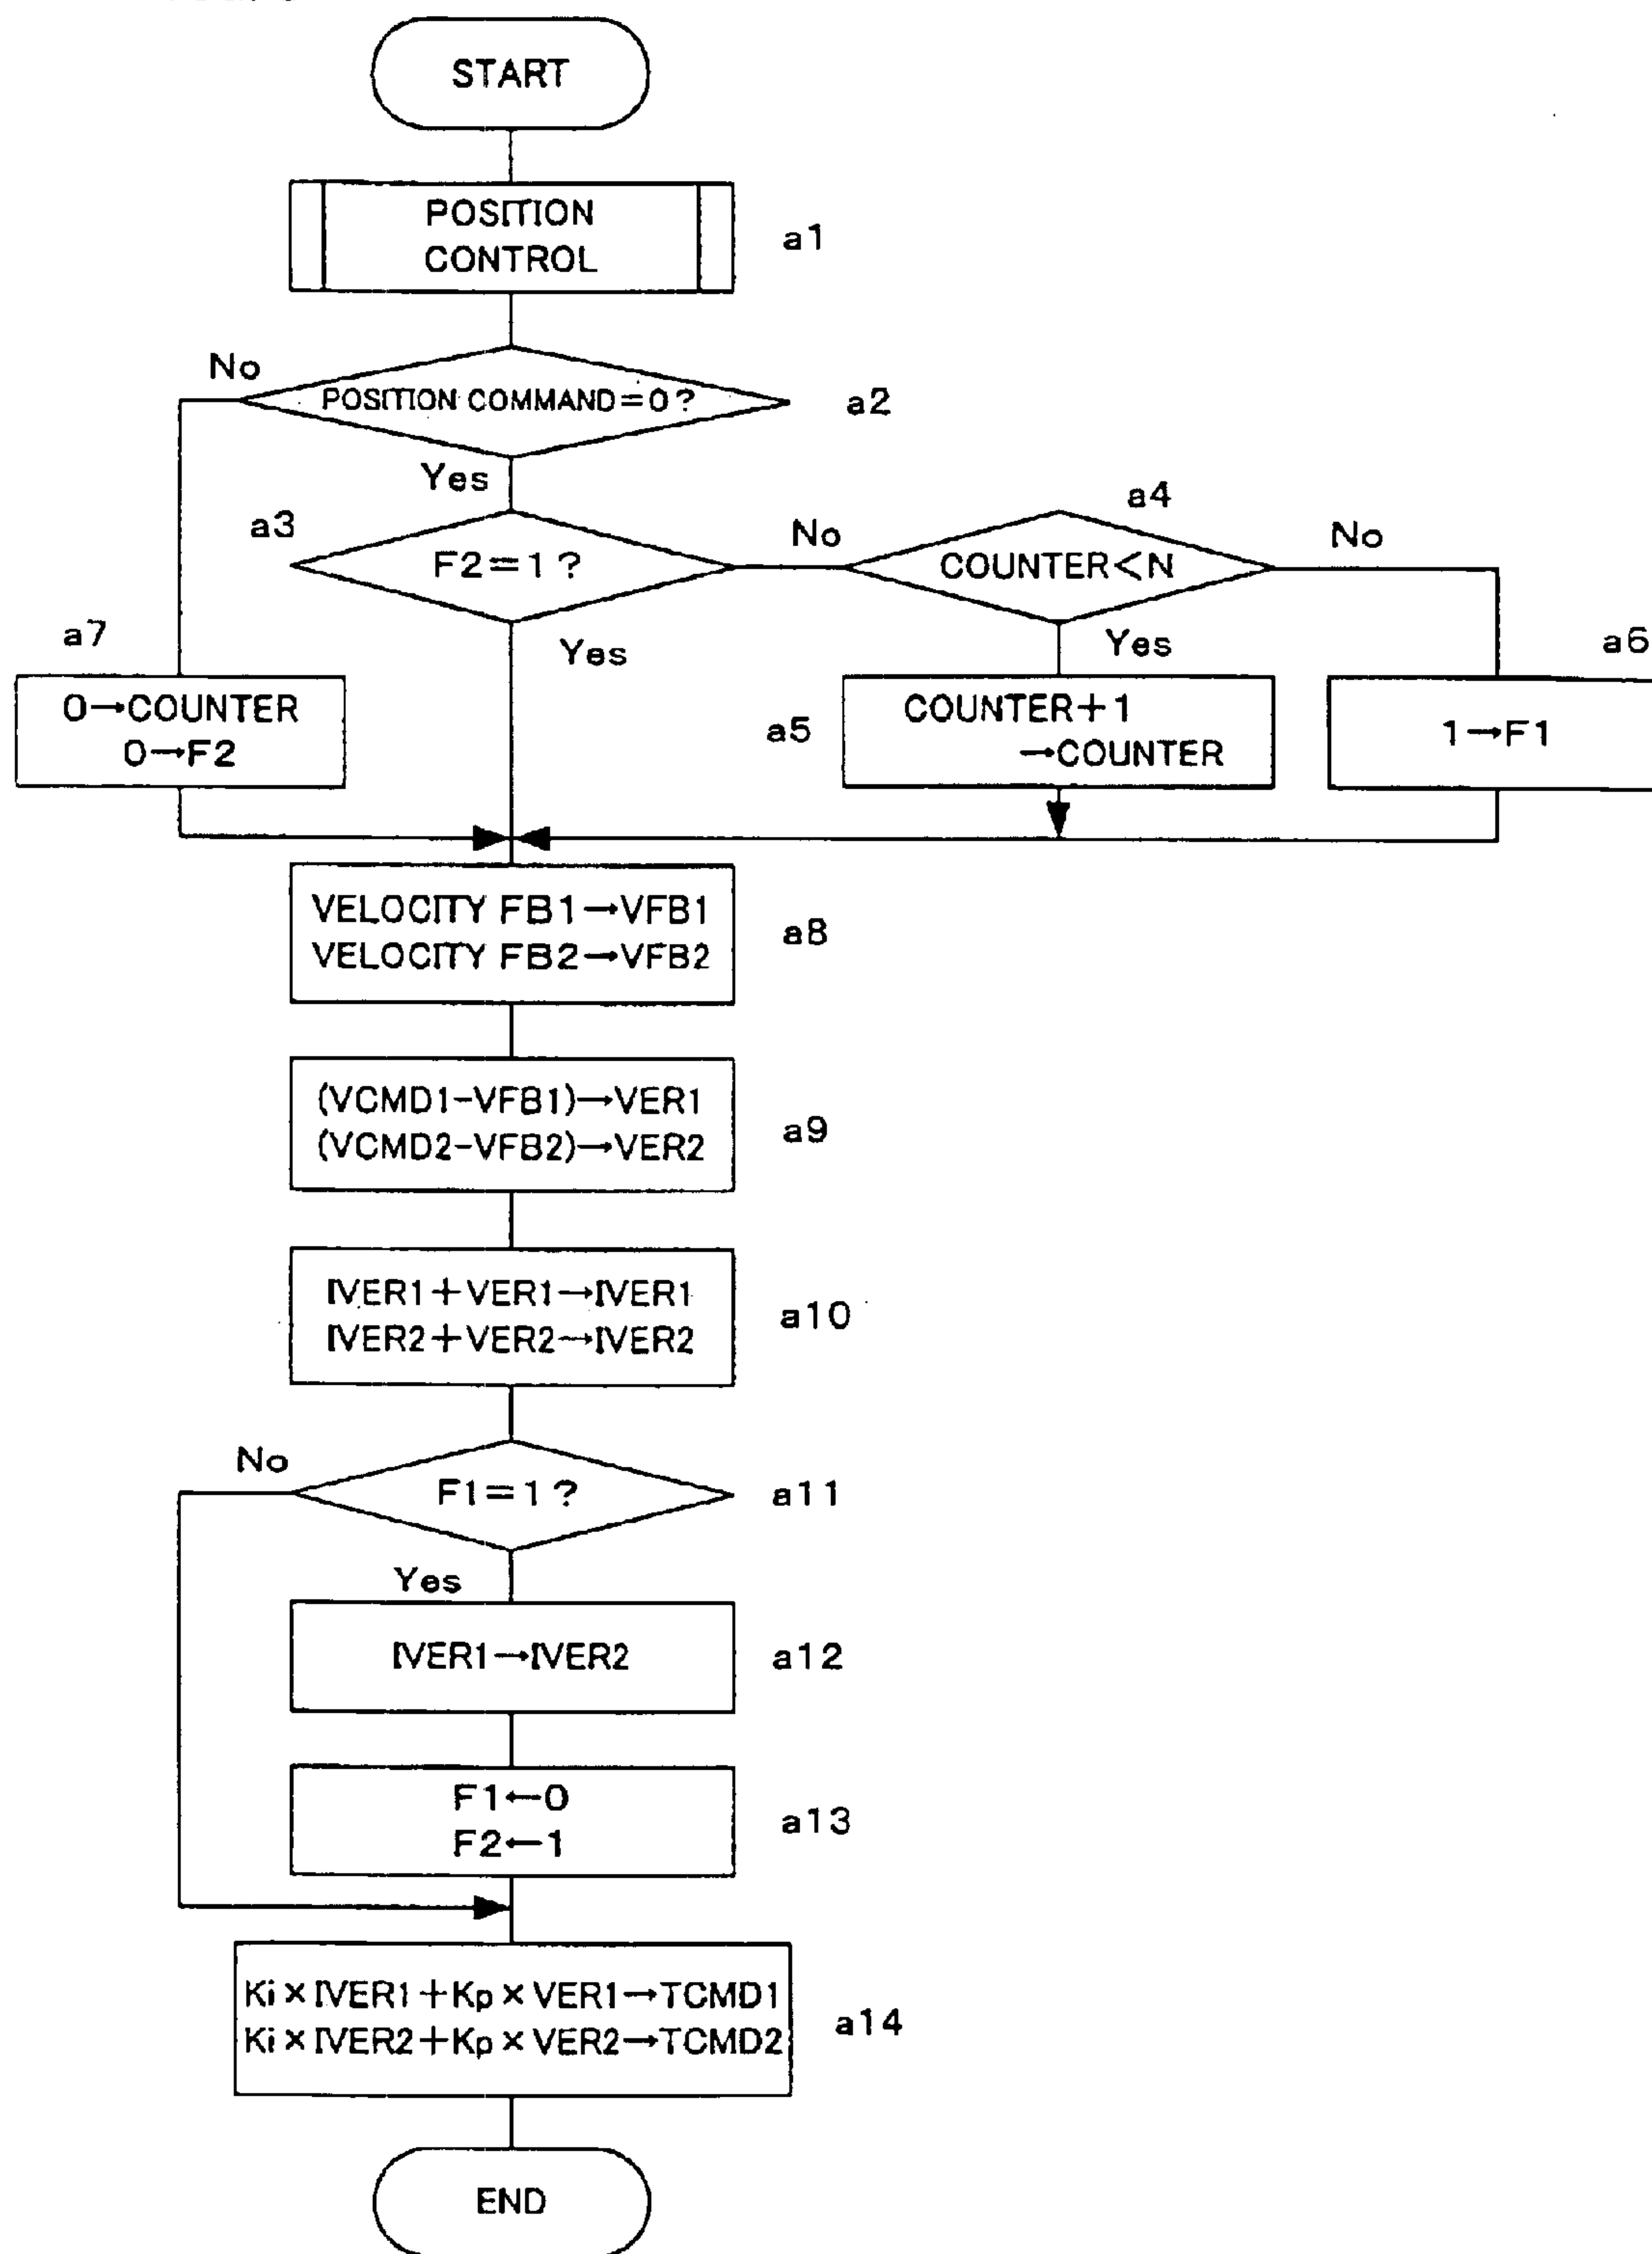 START
POSITION
CONTROL
a1
No
POSITION COMMAND=0?
a2
Yes
a3
F2=1?
No
a4
COUNTER<N
No
a7
Yes
Yes
a6
0→COUNTER
0→F2
a5
COUNTER+1
→COUNTER
1→F1
VELOCITY FB1→VFB1
VELOCITY FB2→VFB2
a8
(VCMD1-VFB1)→VER1
(VCMD2-VFB2)→VER2
a9
IVER1+VER1→IVER1
IVER2+VER2→IVER2
a10
No
F1=1?
a11
Yes
IVER1→IVER2
a12
F1←0
F2←1
a13
Ki×IVER1+Kp×VER1→TCMD1
Ki×IVER2+Kp×VER2→TCMD2
a14
END